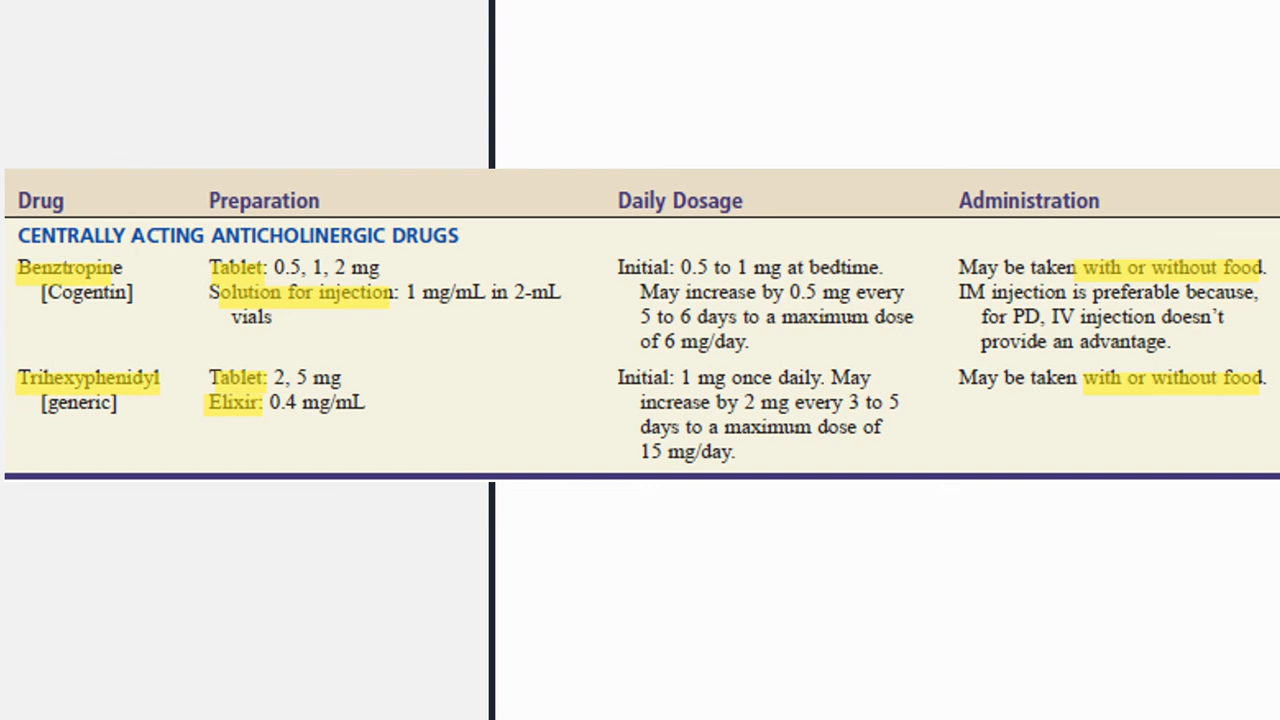 Drug Preparation Daily Dosage Administration
CENTRALLY ACTING ANTICHOLINERGIC DRUGS
Benztropine Tablet: 0.5, 1, 2 mg Initial: 0.5 to 1 mg at bedtime. May be taken with or without food.
[Cogentin] Solution for injection: 1 mg/mL in 2-mL May increase by 0.5 mg every IM injection is preferable because,
vials 5 to 6 days to a maximum dose for PD, IV injection doesn't
of 6 mg/day. provide an advantage.
Trihexyphenidyl Tablet: 2, 5 mg Initial: 1 mg once daily. May May be taken with or without food.
[generic] Elixir: 0.4 mg/mL increase by 2 mg every 3 to 5
days to a maximum dose of
15 mg/day.